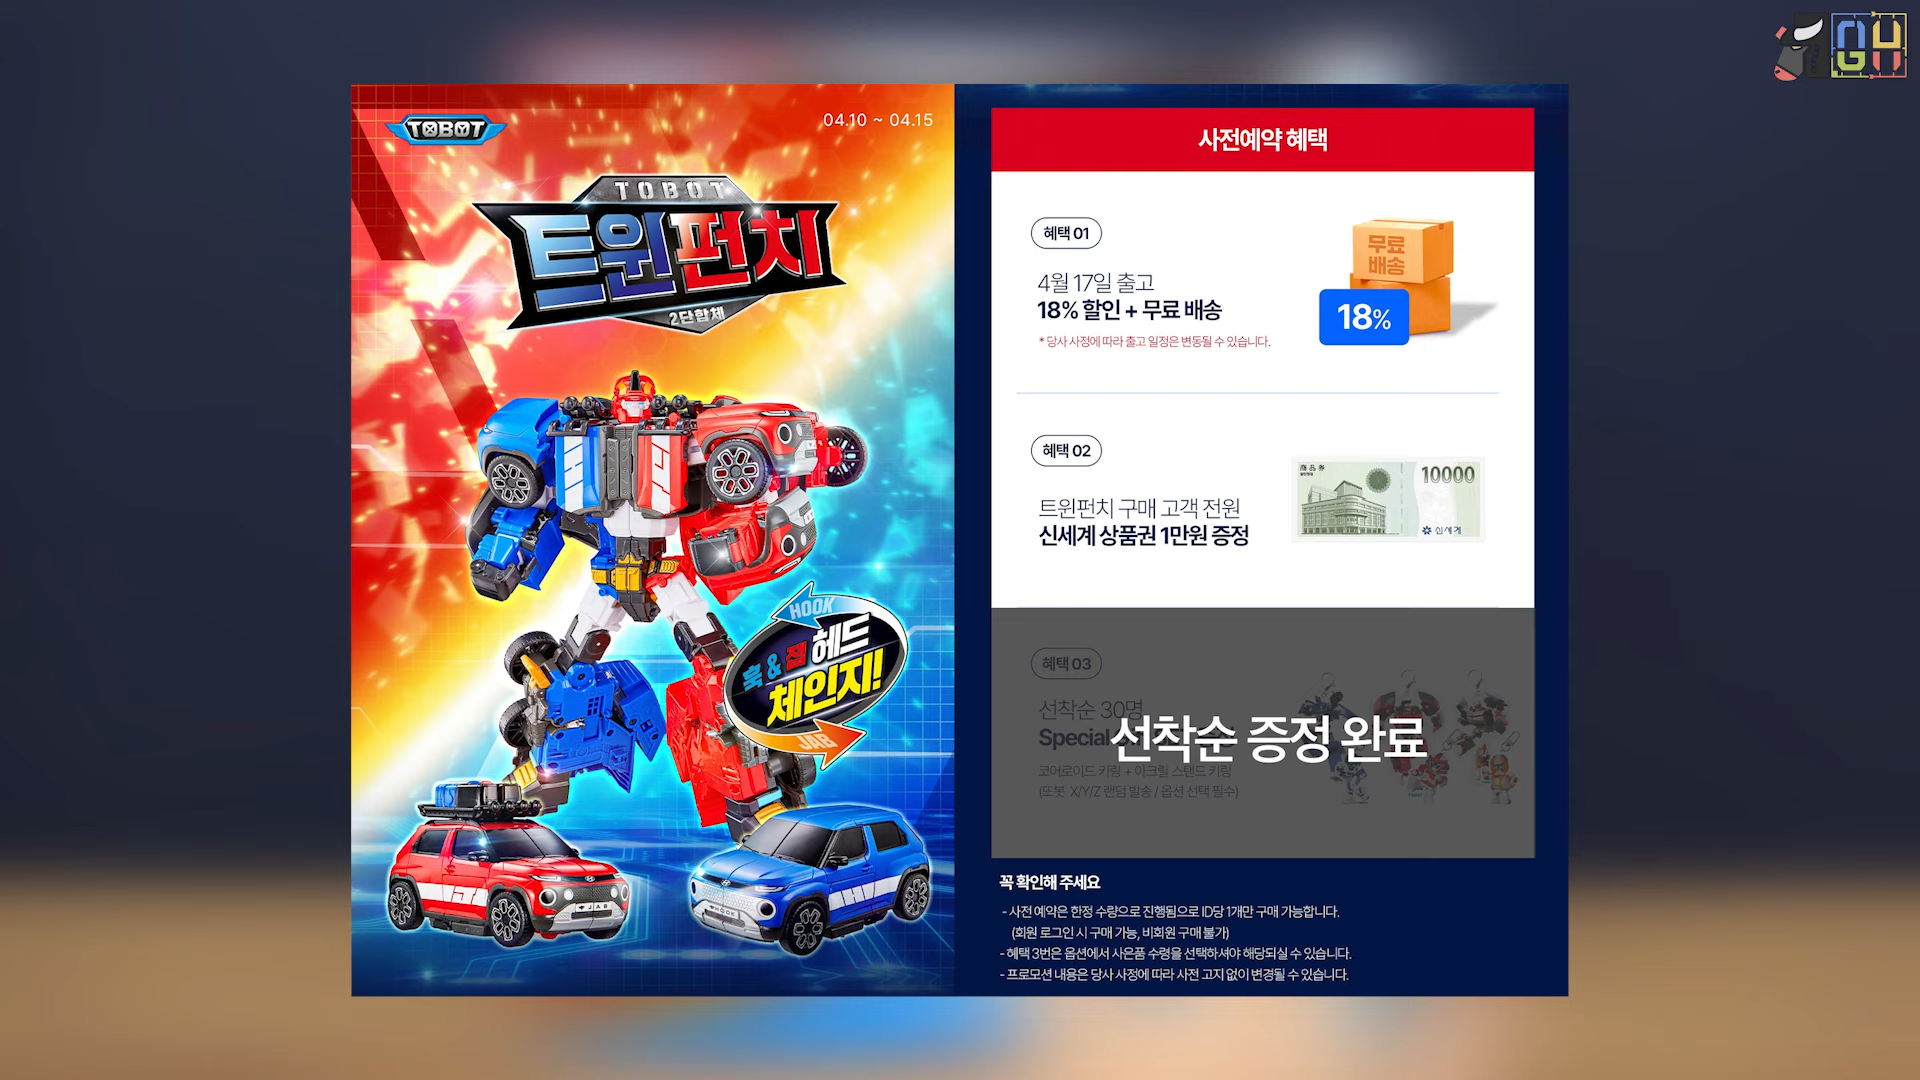 TOBOT
04.10 ~ 04.15
TOBOT
트윈펀치
2단합체
HOOK
훅 & 잽 헤드
체인지!
JAB
JAB
HOOK
사전예약 혜택
혜택 01
4월 17일 출고
18% 할인 + 무료 배송
* 당사 사정에 따라 출고 일정은 변동될 수 있습니다.
무료
배송
18%
혜택 02
트윈펀치 구매 고객 전원
신세계 상품권 1만원 증정
商品券
10000
신세계
혜택 03
선착순 30명
Special
선착순 증정 완료
코어로이드 키링 + 아크릴 스탠드 키링
(또봇 X/Y/Z 랜덤 발송 / 옵션 선택 필수)
꼭 확인해 주세요
- 사전 예약은 한정 수량으로 진행됨으로 ID당 1개만 구매 가능합니다.
(회원 로그인 시 구매 가능, 비회원 구매 불가)
- 혜택 3번은 옵션에서 사은품 수령을 선택하셔야 해당되실 수 있습니다.
- 프로모션 내용은 당사 사정에 따라 사전 고지 없이 변경될 수 있습니다.